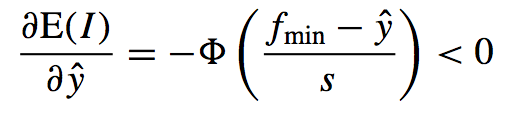 ∂E(I)/∂ŷ = −Φ((f_min − ŷ)/s) < 0